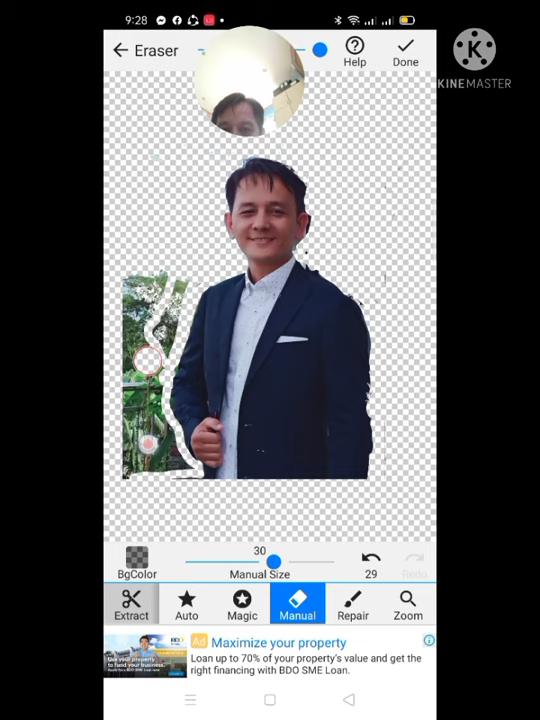 9:28
Eraser
Help
Done
KINEMASTER
30
BgColor
Manual Size
29
Redo
Extract
Auto
Magic
Manual
Repair
Zoom
Ad Maximize your property
Loan up to 70% of your property's value and get the
right financing with BDO SME Loan.